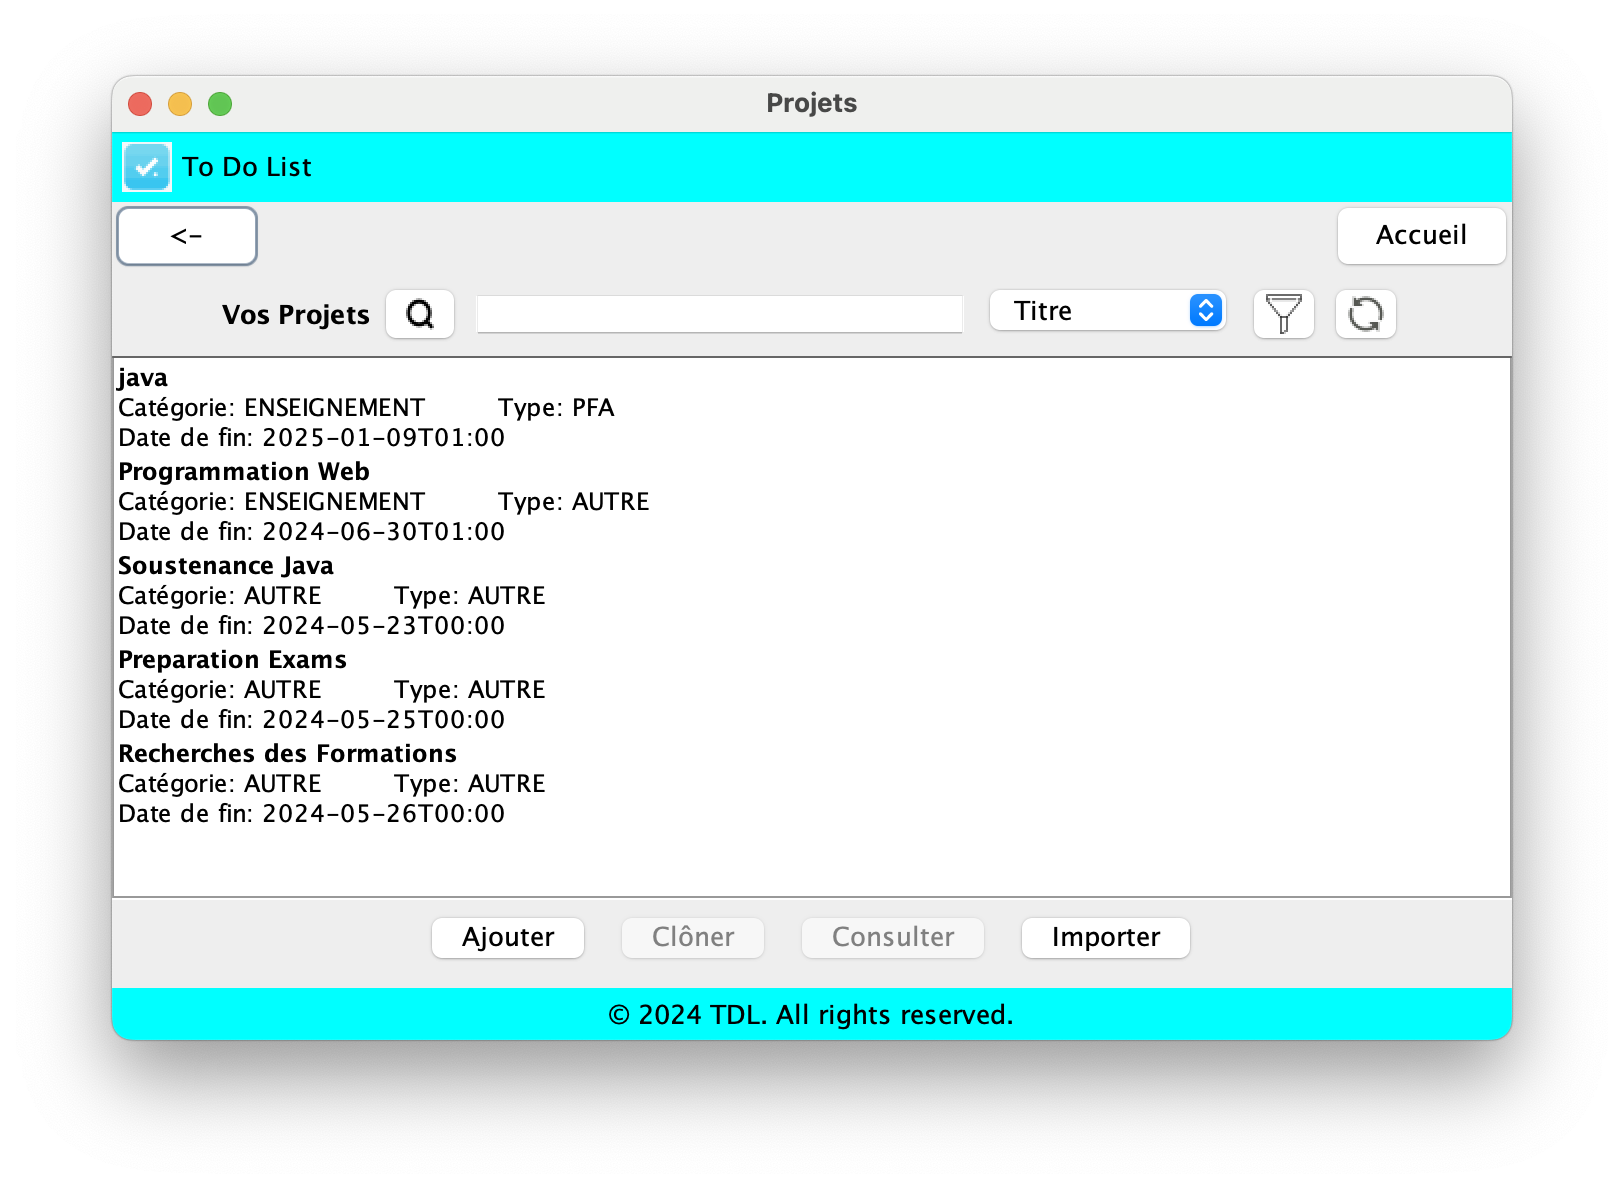 Projets
To Do List
<-
Accueil
Vos Projets
Titre
java
Catégorie: ENSEIGNEMENT Type: PFA
Date de fin: 2025-01-09T01:00
Programmation Web
Catégorie: ENSEIGNEMENT Type: AUTRE
Date de fin: 2024-06-30T01:00
Soustenance Java
Catégorie: AUTRE Type: AUTRE
Date de fin: 2024-05-23T00:00
Preparation Exams
Catégorie: AUTRE Type: AUTRE
Date de fin: 2024-05-25T00:00
Recherches des Formations
Catégorie: AUTRE Type: AUTRE
Date de fin: 2024-05-26T00:00
Ajouter Clôner Consulter Importer
© 2024 TDL. All rights reserved.